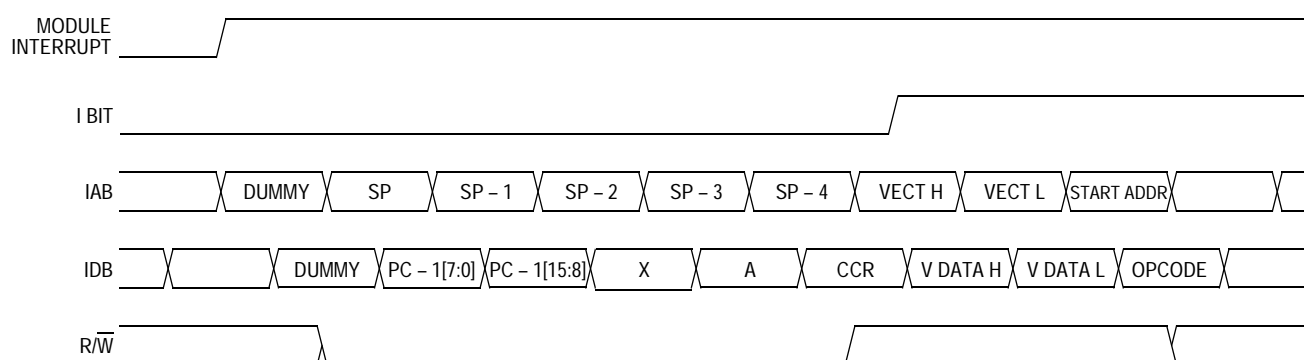 MODULE
INTERRUPT
I BIT
IAB DUMMY SP SP – 1 SP – 2 SP – 3 SP – 4 VECT H VECT L START ADDR
IDB DUMMY PC – 1[7:0] PC – 1[15:8] X A CCR V DATA H V DATA L OPCODE
R/W̅